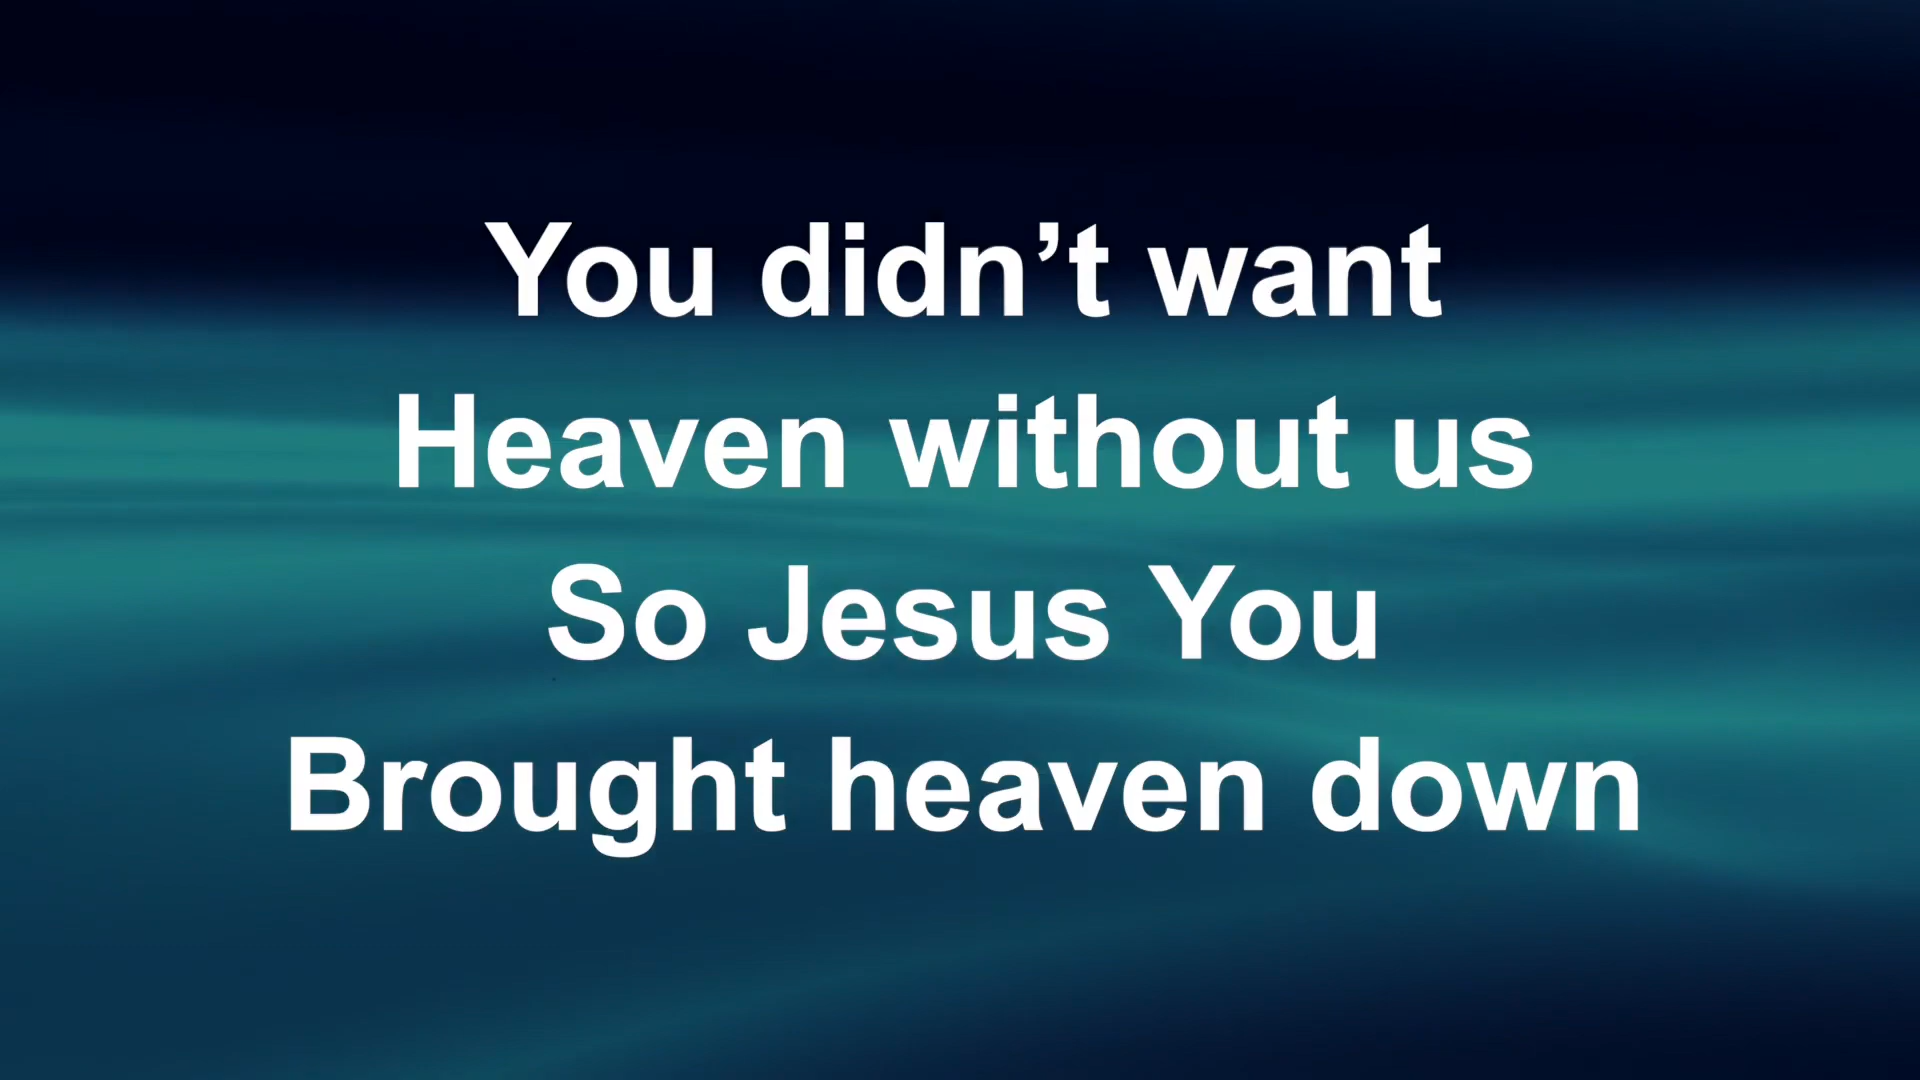 You didn’t want
Heaven without us
So Jesus You
Brought heaven down